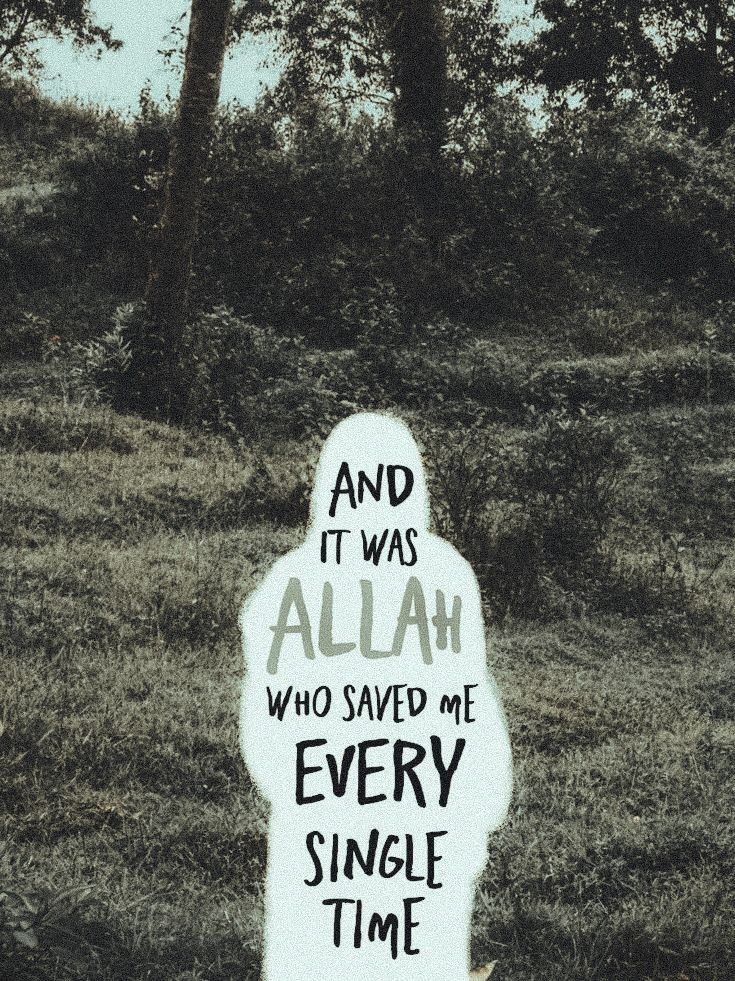 AND
IT WAS
ALLAH
WHO SAVED ME
EVERY
SINGLE
TIME